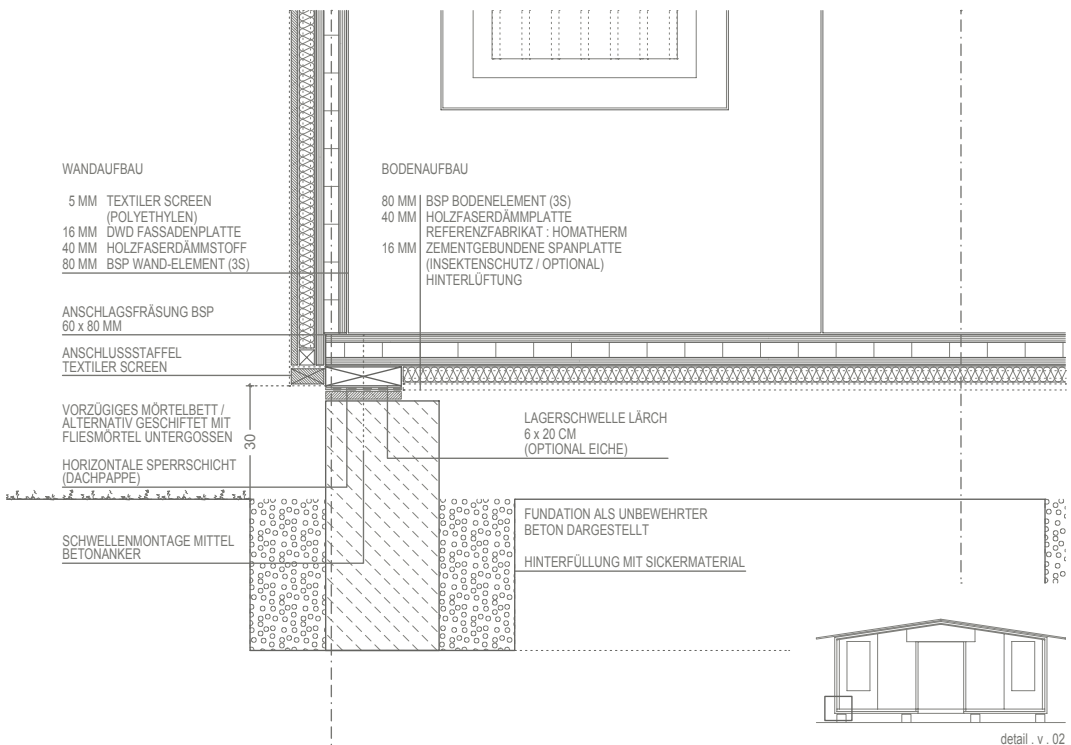 WANDAUFBAU
5 MM TEXTILER SCREEN
(POLYETHYLEN)
16 MM DWD FASSADENPLATTE
40 MM HOLZFASERDÄMMSTOFF
80 MM BSP WAND-ELEMENT (3S)
ANSCHLAGSFRÄSUNG BSP
60 x 80 MM
ANSCHLUSSSTAFFEL
TEXTILER SCREEN
VORZÜGIGES MÖRTELBETT /
ALTERNATIV GESCHIFTET MIT
FLIESMÖRTEL UNTERGOSSEN
HORIZONTALE SPERRSCHICHT
(DACHPAPPE)
SCHWELLENMONTAGE MITTEL
BETONANKER
30
BODENAUFBAU
80 MM BSP BODENELEMENT (3S)
40 MM HOLZFASERDÄMMPLATTE
REFERENZFABRIKAT : HOMATHERM
16 MM ZEMENTGEBUNDENE SPANPLATTE
(INSEKTENSCHUTZ / OPTIONAL)
HINTERLÜFTUNG
LAGERSCHWELLE LÄRCH
6 x 20 CM
(OPTIONAL EICHE)
FUNDATION ALS UNBEWEHRTER
BETON DARGESTELLT
HINTERFÜLLUNG MIT SICKERMATERIAL
detail . v . 02